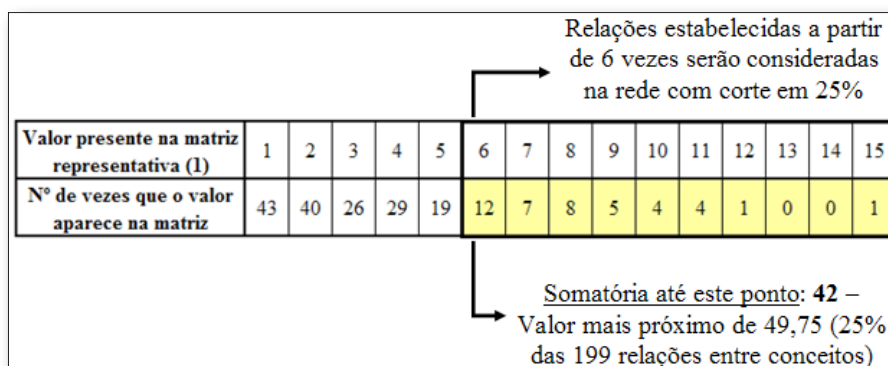 Relações estabelecidas a partir
de 6 vezes serão consideradas
na rede com corte em 25%
Valor presente na matriz
representativa (1) 1 2 3 4 5 6 7 8 9 10 11 12 13 14 15
Nº de vezes que o valor
aparece na matriz 43 40 26 29 19 12 7 8 5 4 4 1 0 0 1
Somatória até este ponto: 42 –
Valor mais próximo de 49,75 (25%
das 199 relações entre conceitos)